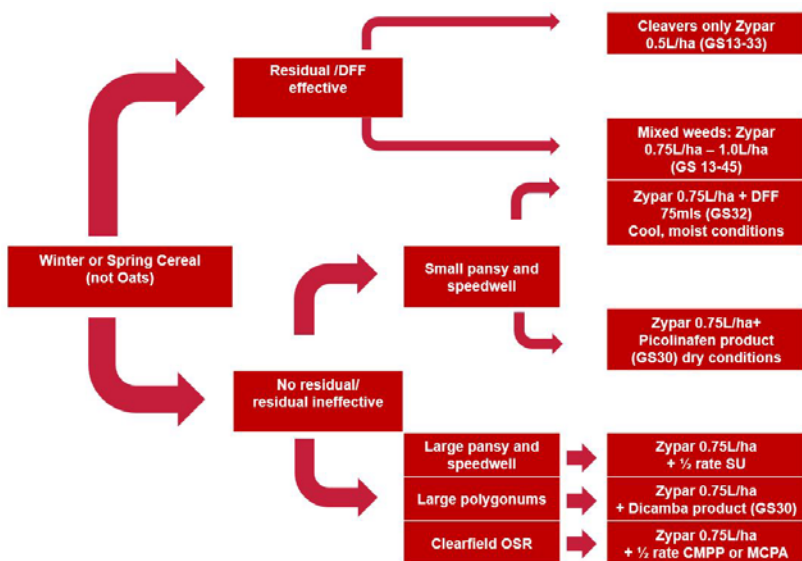 Winter or Spring Cereal
(not Oats)
Residual /DFF
effective
Cleavers only Zypar
0.5L/ha (GS13-33)
Mixed weeds: Zypar
0.75L/ha – 1.0L/ha
(GS 13-45)
No residual/
residual ineffective
Small pansy and
speedwell
Zypar 0.75L/ha + DFF
75mls (GS32)
Cool, moist conditions
Zypar 0.75L/ha+
Picolinafen product
(GS30) dry conditions
Large pansy and
speedwell
Zypar 0.75L/ha
+ ½ rate SU
Large polygonums
Zypar 0.75L/ha
+ Dicamba product (GS30)
Clearfield OSR
Zypar 0.75L/ha
+ ½ rate CMPP or MCPA